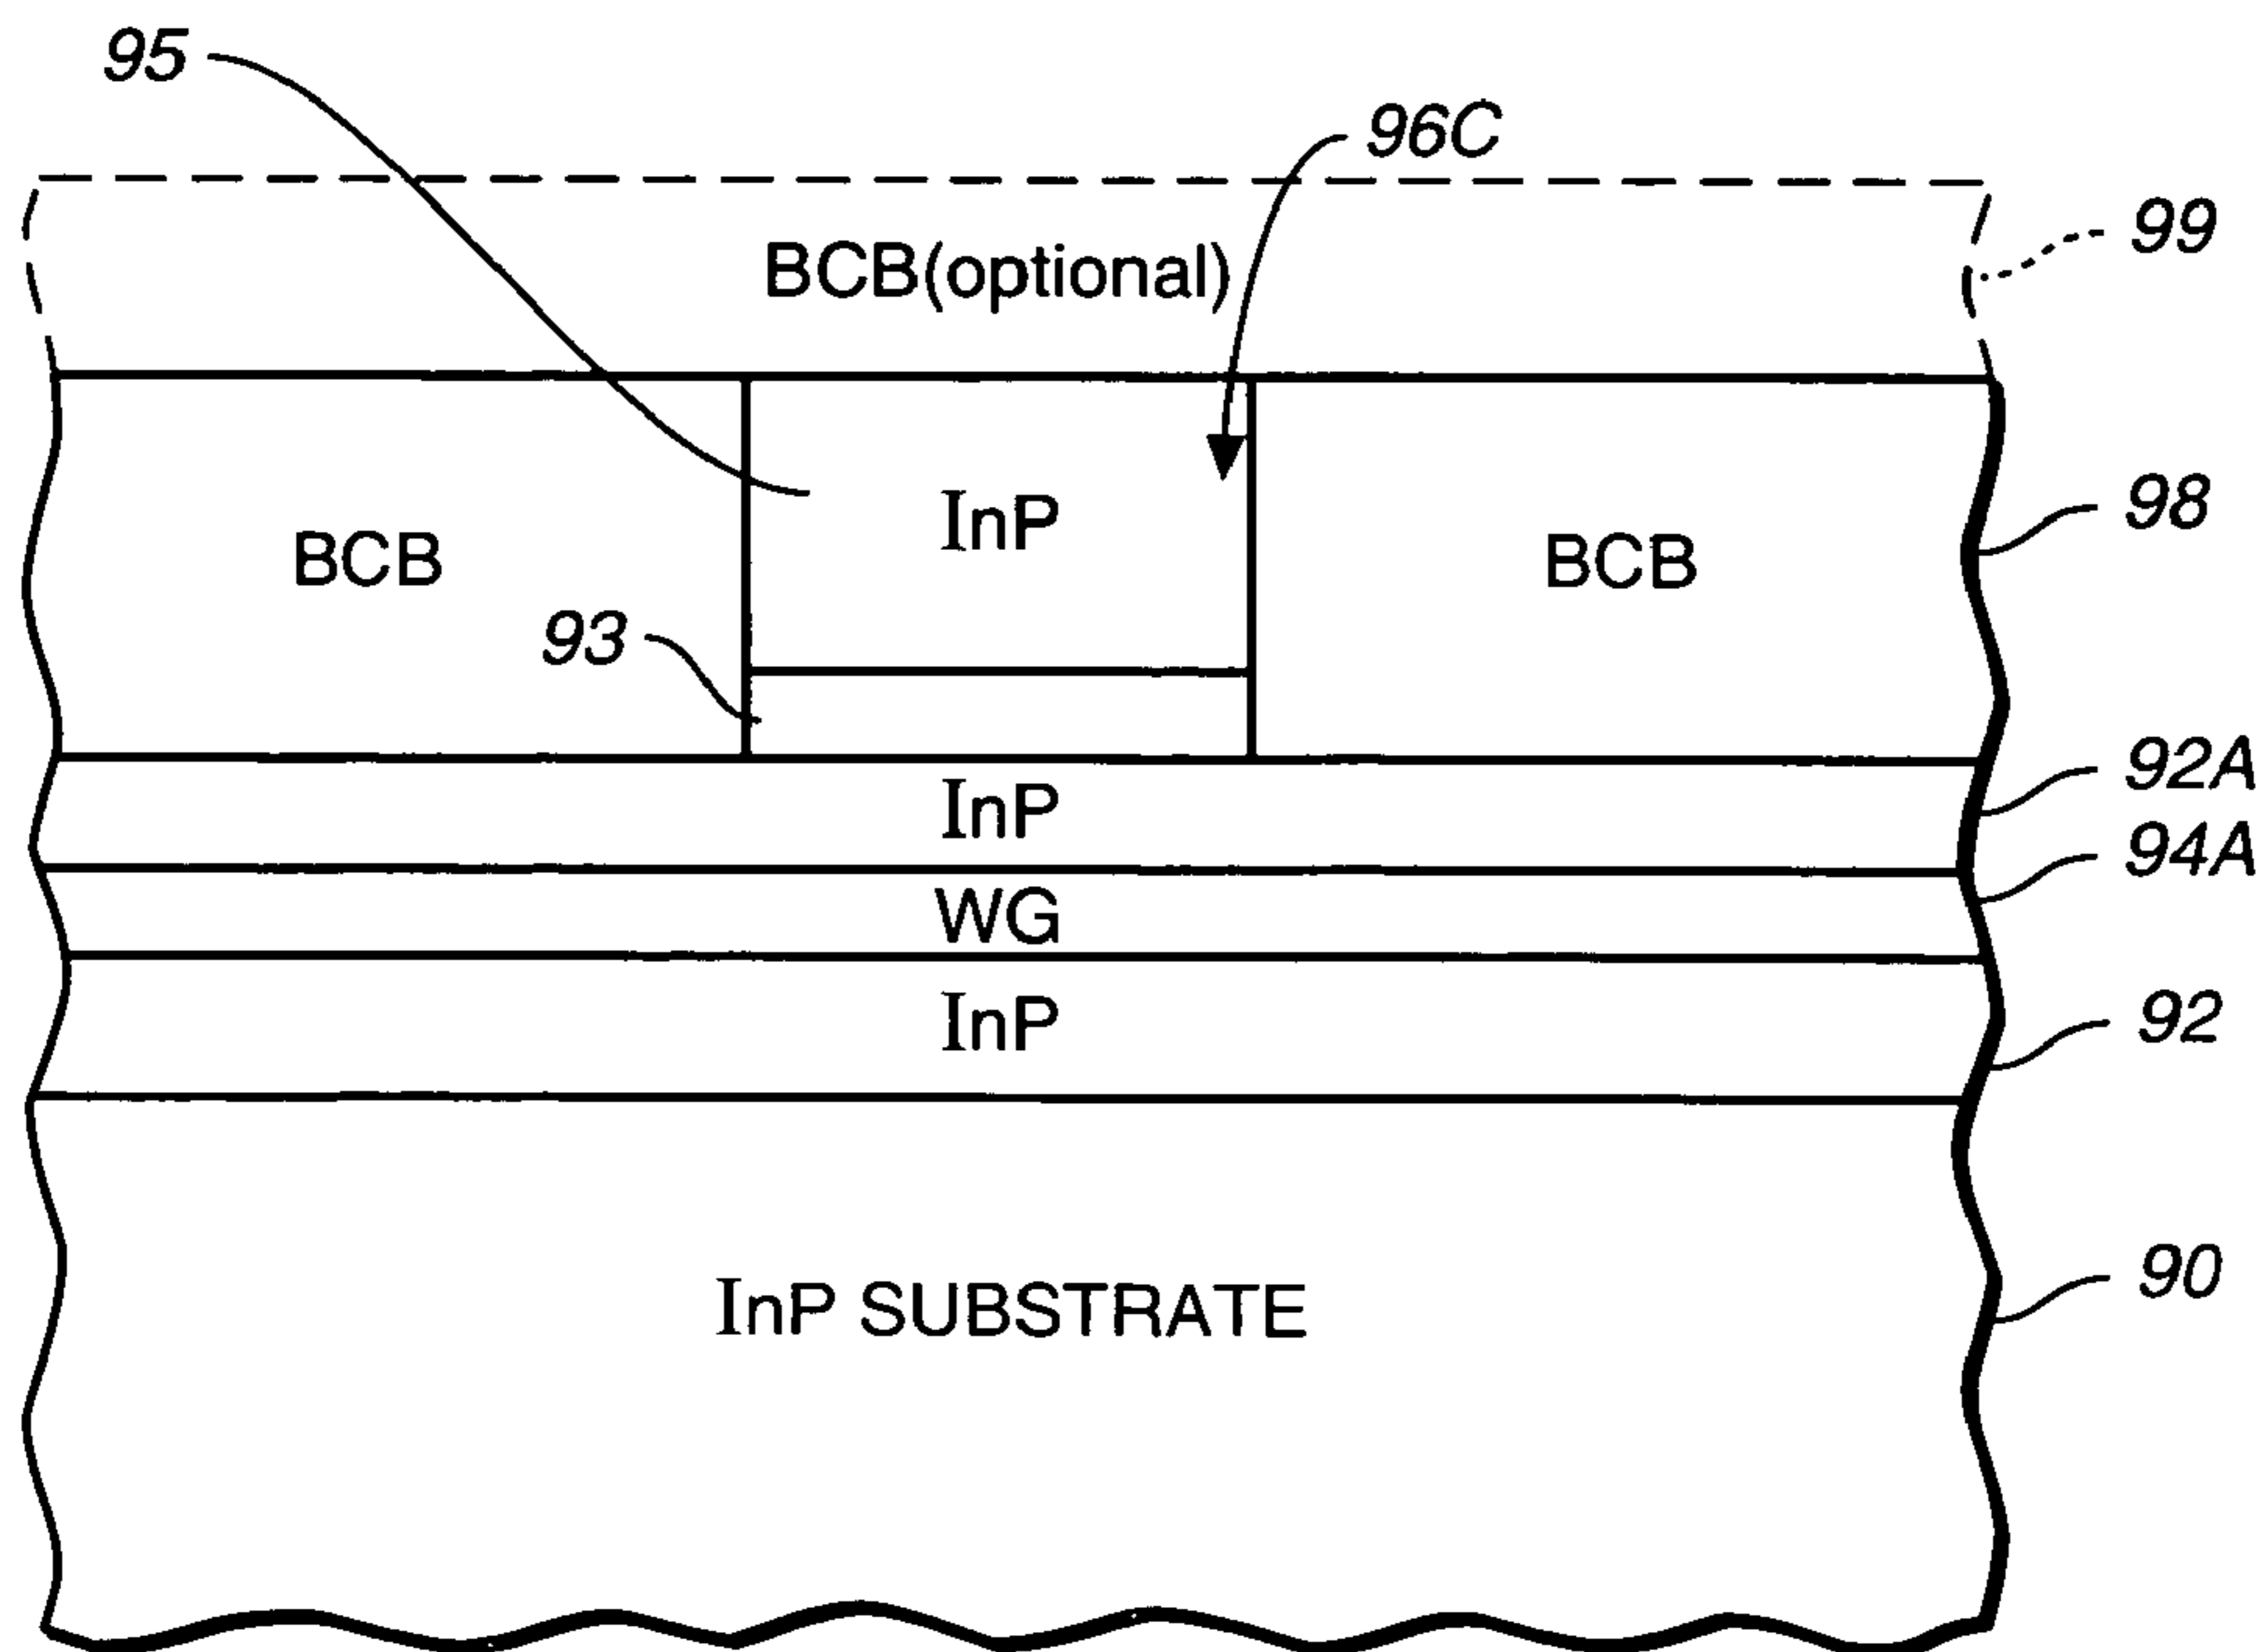 95
96C
99
BCB(optional)
98
InP
BCB
BCB
93
92A
InP
94A
WG
92
InP
90
InP SUBSTRATE